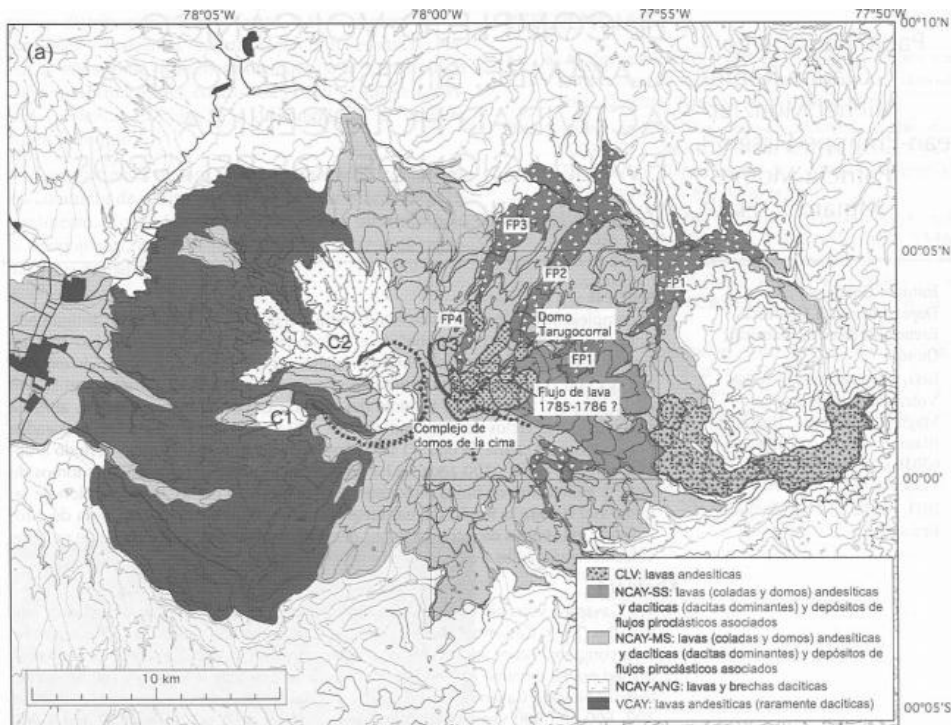 78°05'W 78°00'W 77°55'W 77°50'W
00°10'N
(a)
00°05'N
FP3
FP2
FP1
FP4
Domo
Tarugocorral
C2
C3
FP1
Flujo de lava
1785-1786 ?
C1
Complejo de
domos de la cima
00°00'
10 km
CLV: lavas andesíticas
NCAY-SS: lavas (coladas y domos) andesíticas
y dacíticas (dacitas dominantes) y depósitos de
flujos piroclásticos asociados
NCAY-MS: lavas (coladas y domos) andesíticas
y dacíticas (dacitas dominantes) y depósitos de
flujos piroclásticos asociados
NCAY-ANG: lavas y brechas dacíticas
VCAY: lavas andesíticas (raramente dacíticas)